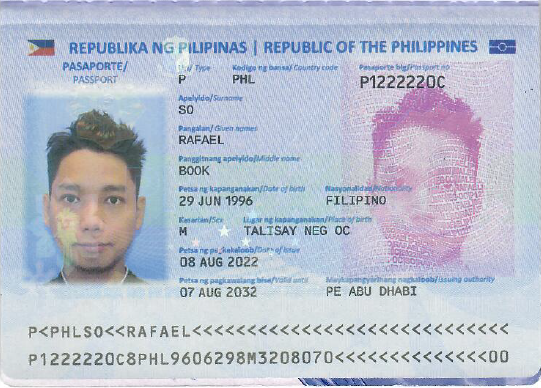 REPUBLIKA NG PILIPINAS | REPUBLIC OF THE PHILIPPINES
PASAPORTE/
PASSPORT
Type Kodigo ng bansa/Country code Pasaporte blg/Passport no
P PHL P1222220C
Apelyido/Surname
SO
Pangalan/Given names
RAFAEL
Panggitnang apelyido/Middle name
BOOK
Petsa ng kapanganakan/Date of birth Nasyonalidad/Nationality
29 JUN 1996 FILIPINO
Kasarian/Sex Lugar ng kapanganakan/Place of birth
M TALISAY NEG OC
Petsa ng /Date of issue
08 AUG 2022
Petsa ng pagkawalang bisa/Valid until Maykapangyarihang nagkaloob/Issuing authority
07 AUG 2032 PE ABU DHABI
P<PHLSO<<RAFAEL<<<<<<<<<<<<<<<<<<<<<<<<<<<<<
P1222220C8PHL9606298M3208070<<<<<<<<<<<<<<00